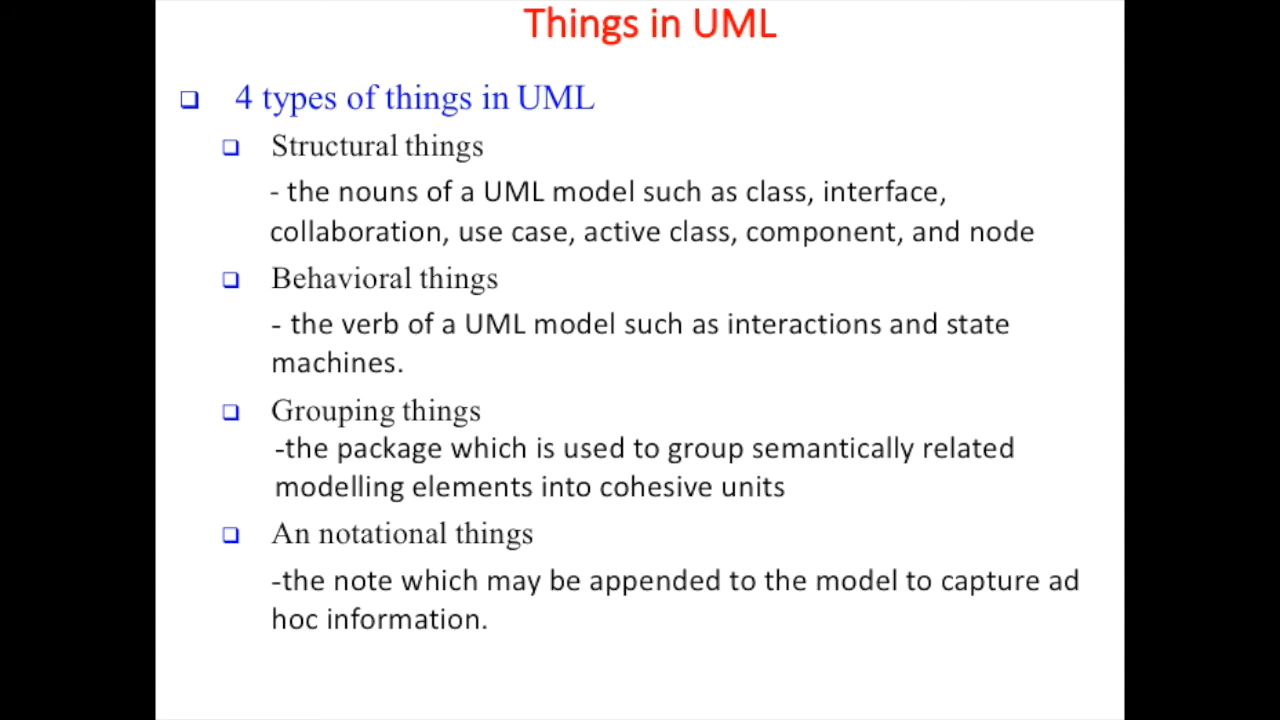 Things in UML
4 types of things in UML
Structural things
- the nouns of a UML model such as class, interface,
collaboration, use case, active class, component, and node
Behavioral things
- the verb of a UML model such as interactions and state
machines.
Grouping things
-the package which is used to group semantically related
modelling elements into cohesive units
An notational things
-the note which may be appended to the model to capture ad
hoc information.